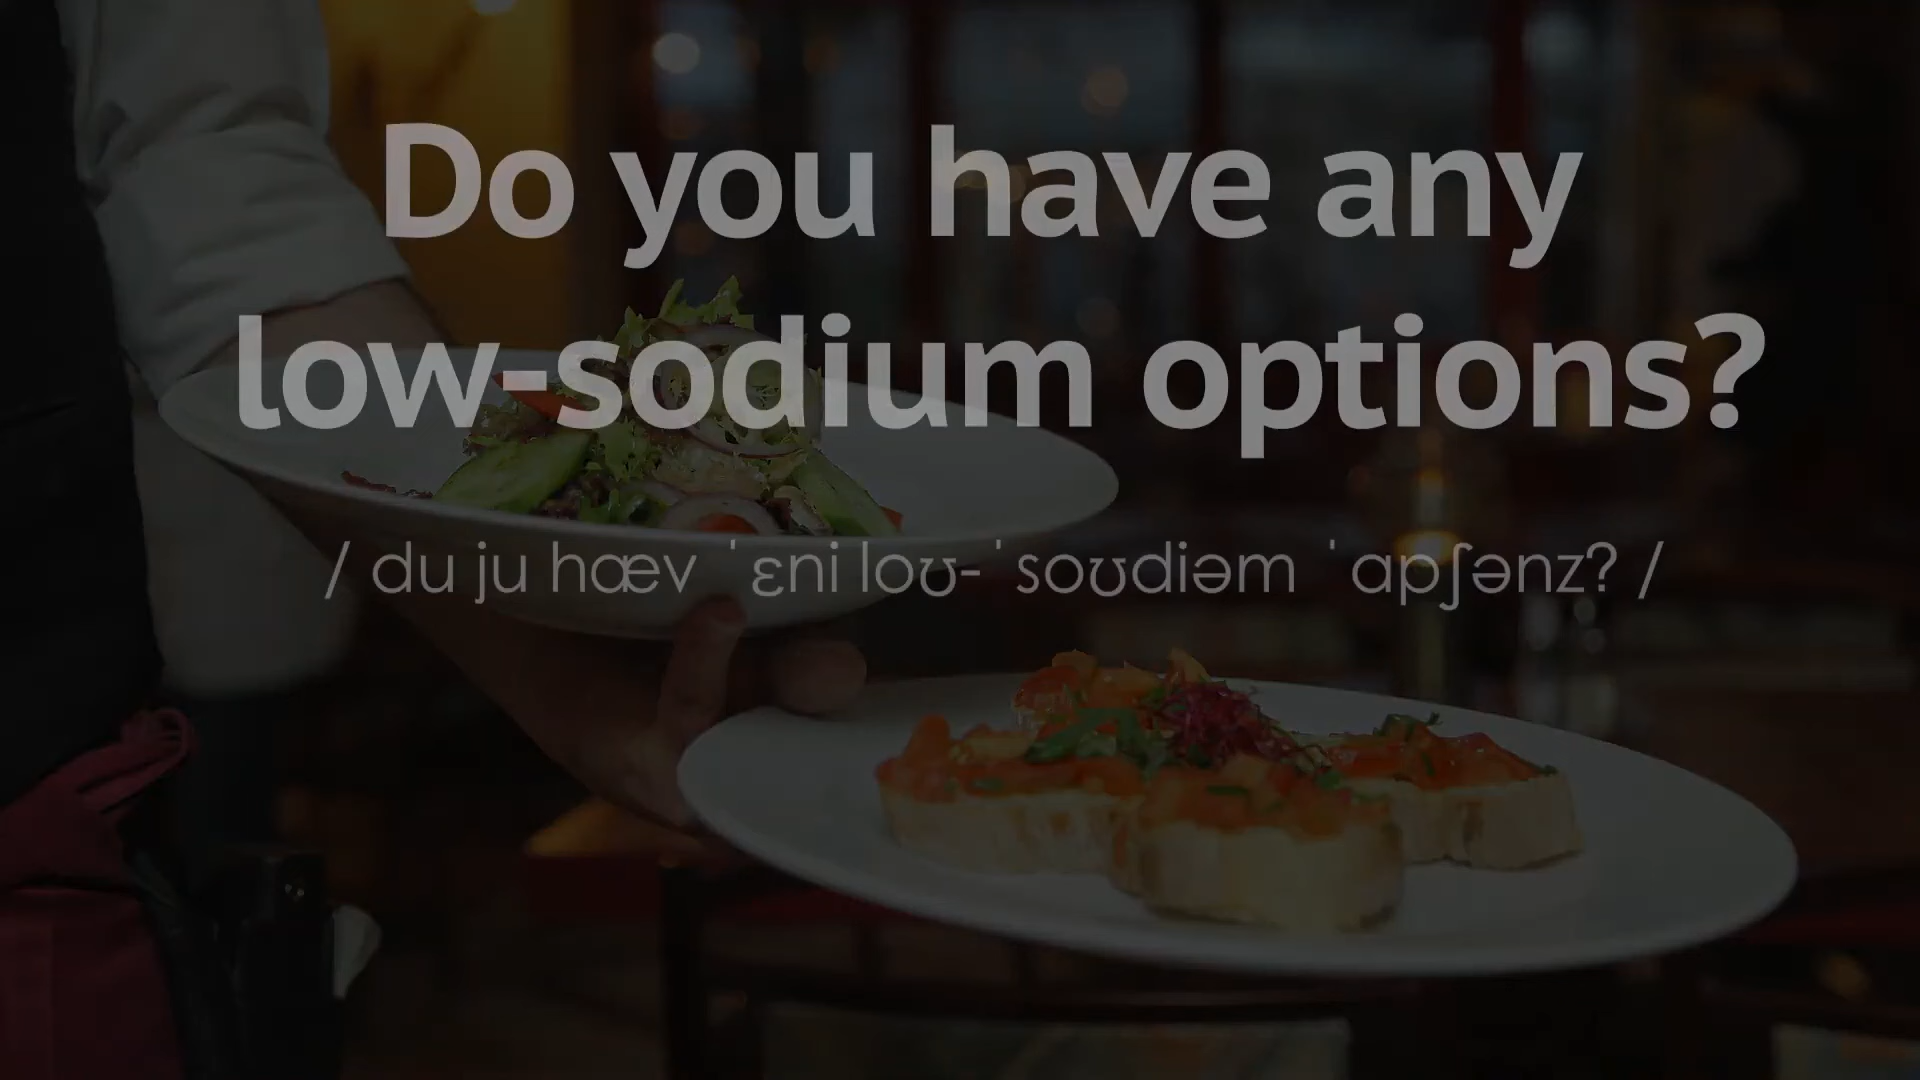 Do you have any
low-sodium options?
/ du ju hæv ˈɛni loʊ-ˈsoʊdiəm ˈɑpʃənz? /